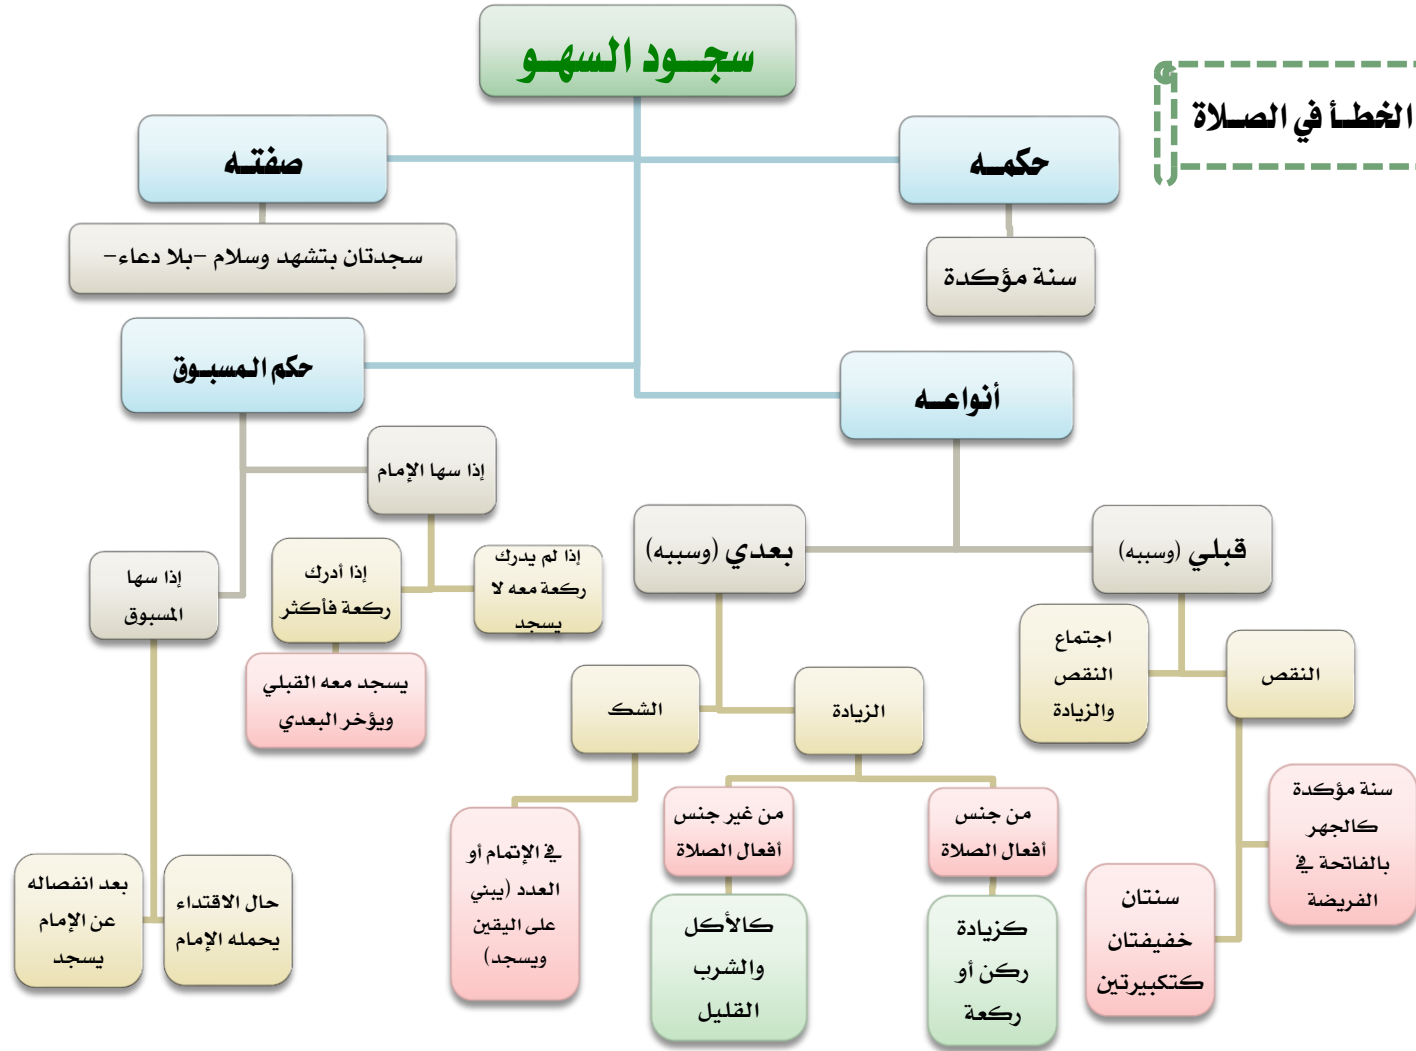 سجود السهو
الخطأ في الصلاة
حكمه
سنة مؤكدة
صفته
سجدتان بتشهد وسلام -بلا دعاء-
أنواعه
قبلي (وسببه)
النقص
سنة مؤكدة
كالجهر
بالفاتحة في
الفريضة
سنتان
خفيفتان
كتكبيرتين
اجتماع
النقص
والزيادة
بعدي (وسببه)
الزيادة
من جنس
أفعال الصلاة
كزيادة
ركن أو
ركعة
من غير جنس
أفعال الصلاة
كالأكل
والشرب
القليل
الشك
في الإتمام أو
العدد (يبني
على اليقين
ويسجد)
حكم المسبوق
إذا سها الإمام
إذا لم يدرك
ركعة معه لا
يسجد
إذا أدرك
ركعة فأكثر
يسجد معه القبلي
ويؤخر البعدي
إذا سها
المسبوق
حال الاقتداء
يحمله الإمام
بعد انفصاله
عن الإمام
يسجد